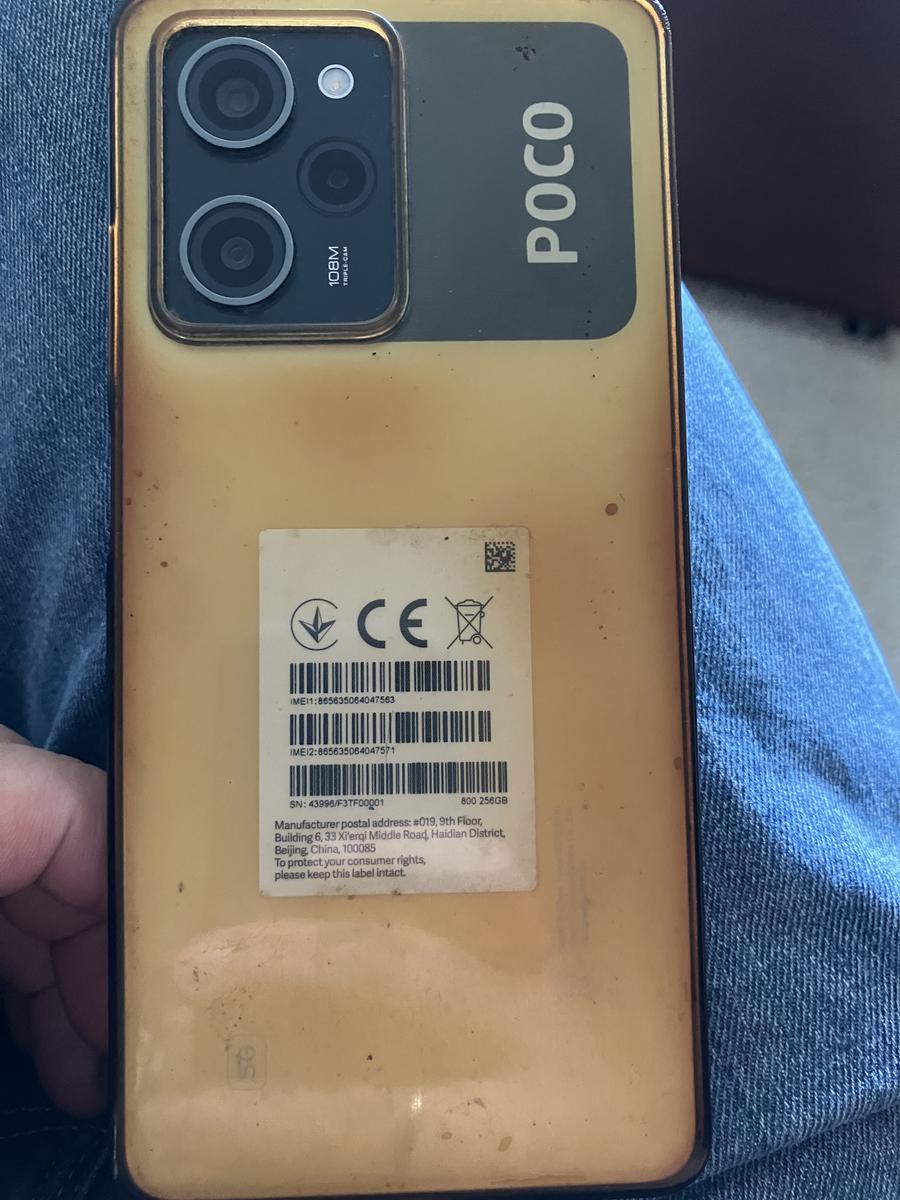 POCO
108M
TRIPLE-CAM
CE
IMEI1:865635064047563
IMEI2:865635064047571
SN: 43996/F3TF00001 800 256GB
Manufacturer postal address: #019, 9th Floor,
Building 6, 33 Xi'erqi Middle Road, Haidian District,
Beijing, China, 100085
To protect your consumer rights,
please keep this label intact.
5G